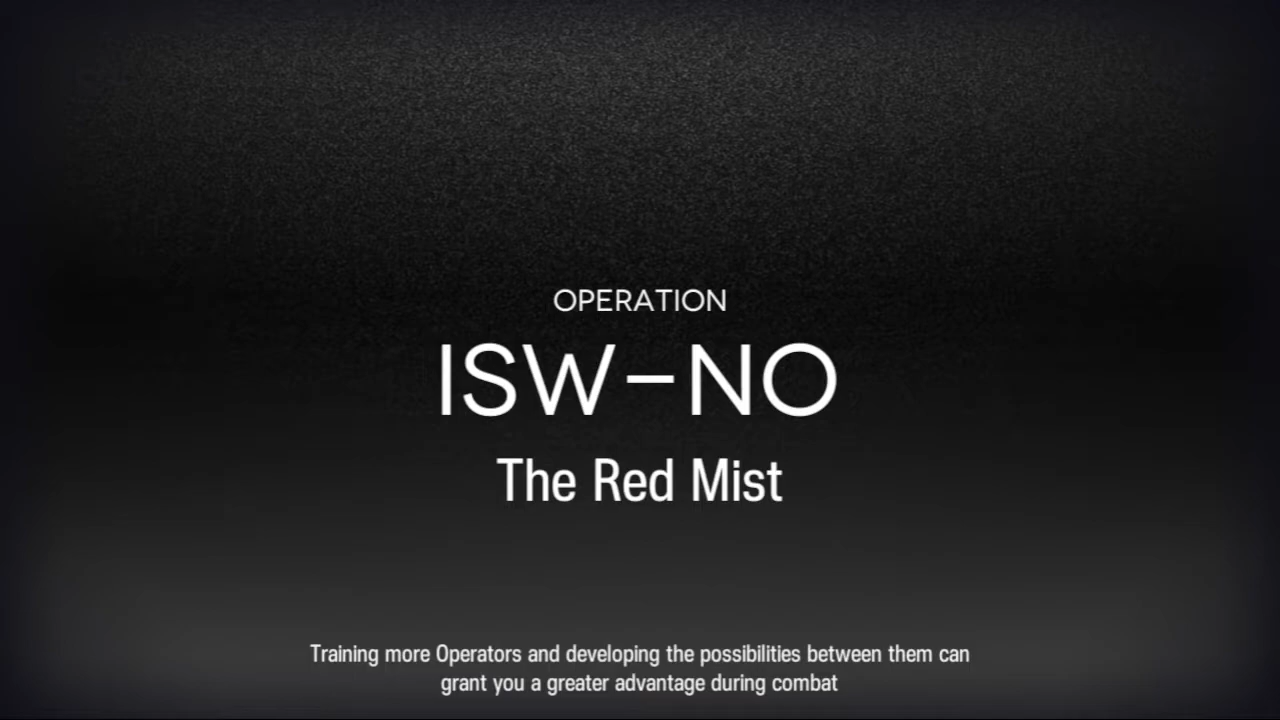 OPERATION
ISW-NO
The Red Mist
Training more Operators and developing the possibilities between them can
grant you a greater advantage during combat